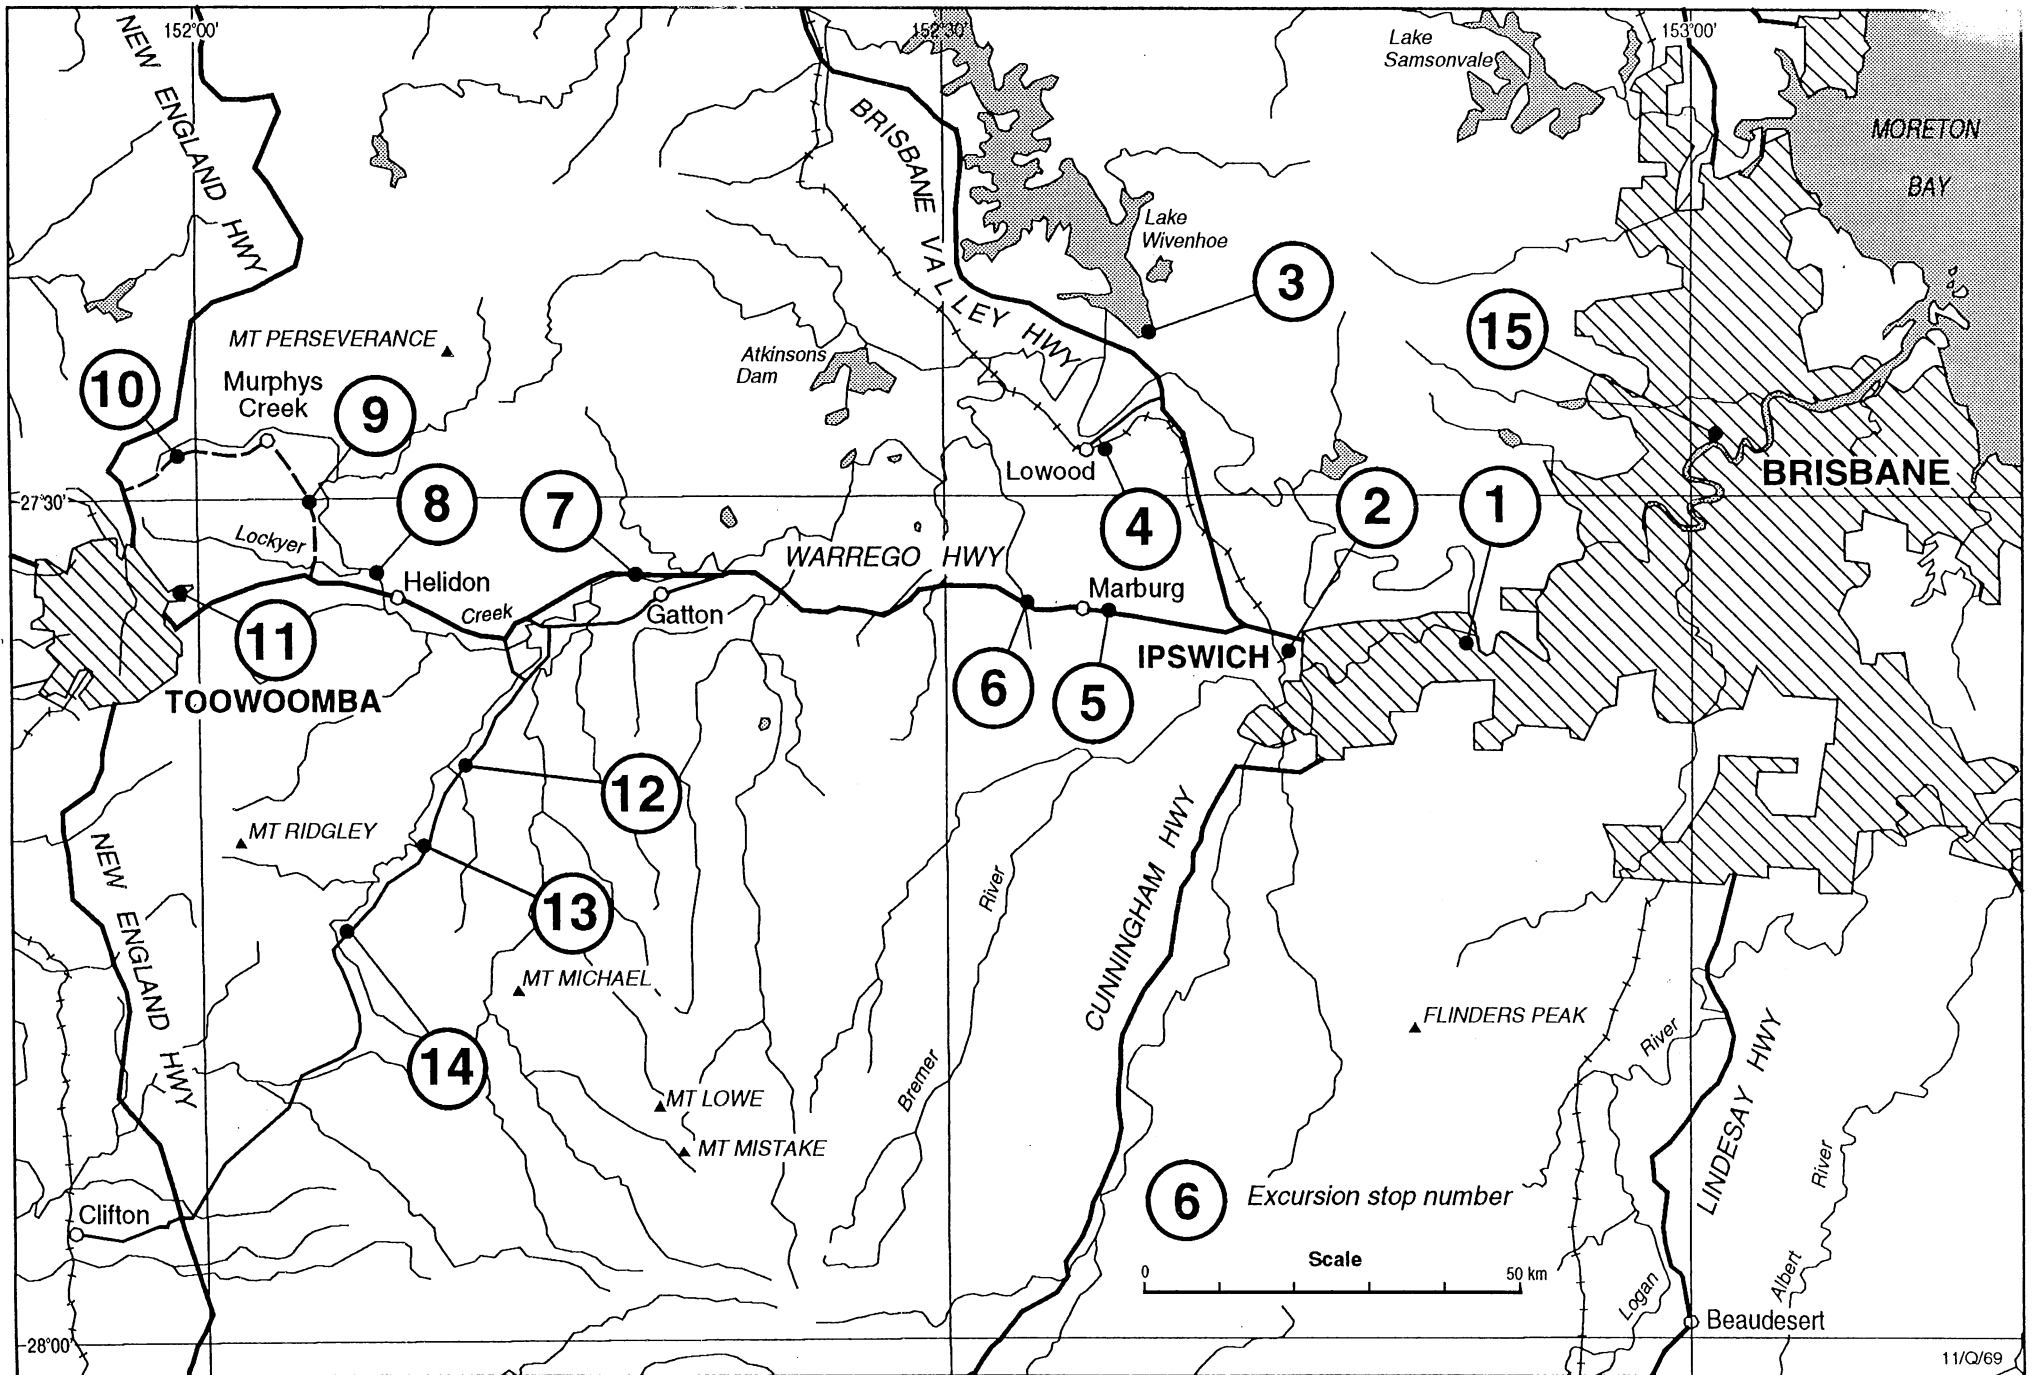 152°00'
152°30'
153°00'
NEW ENGLAND HWY
BRISBANE VALLEY HWY
Lake
Samsonvale
MORETON
BAY
Lake
Wivenhoe
3
15
MT PERSEVERANCE
Atkinsons
Dam
10
Murphys
Creek
9
Lowood
BRISBANE
27°30'
8
7
4
2
1
Lockyer
WARREGO HWY
Helidon
Marburg
Creek
Gatton
11
IPSWICH
6
5
TOOWOOMBA
12
MT RIDGLEY
CUNNINGHAM HWY
NEW ENGLAND HWY
River
13
MT MICHAEL
FLINDERS PEAK
River
14
Bremer
LINDESAY HWY
MT LOWE
MT MISTAKE
River
6
Excursion stop number
Clifton
Scale
0
50 km
Logan
Albert
Beaudesert
28°00'
11/Q/69